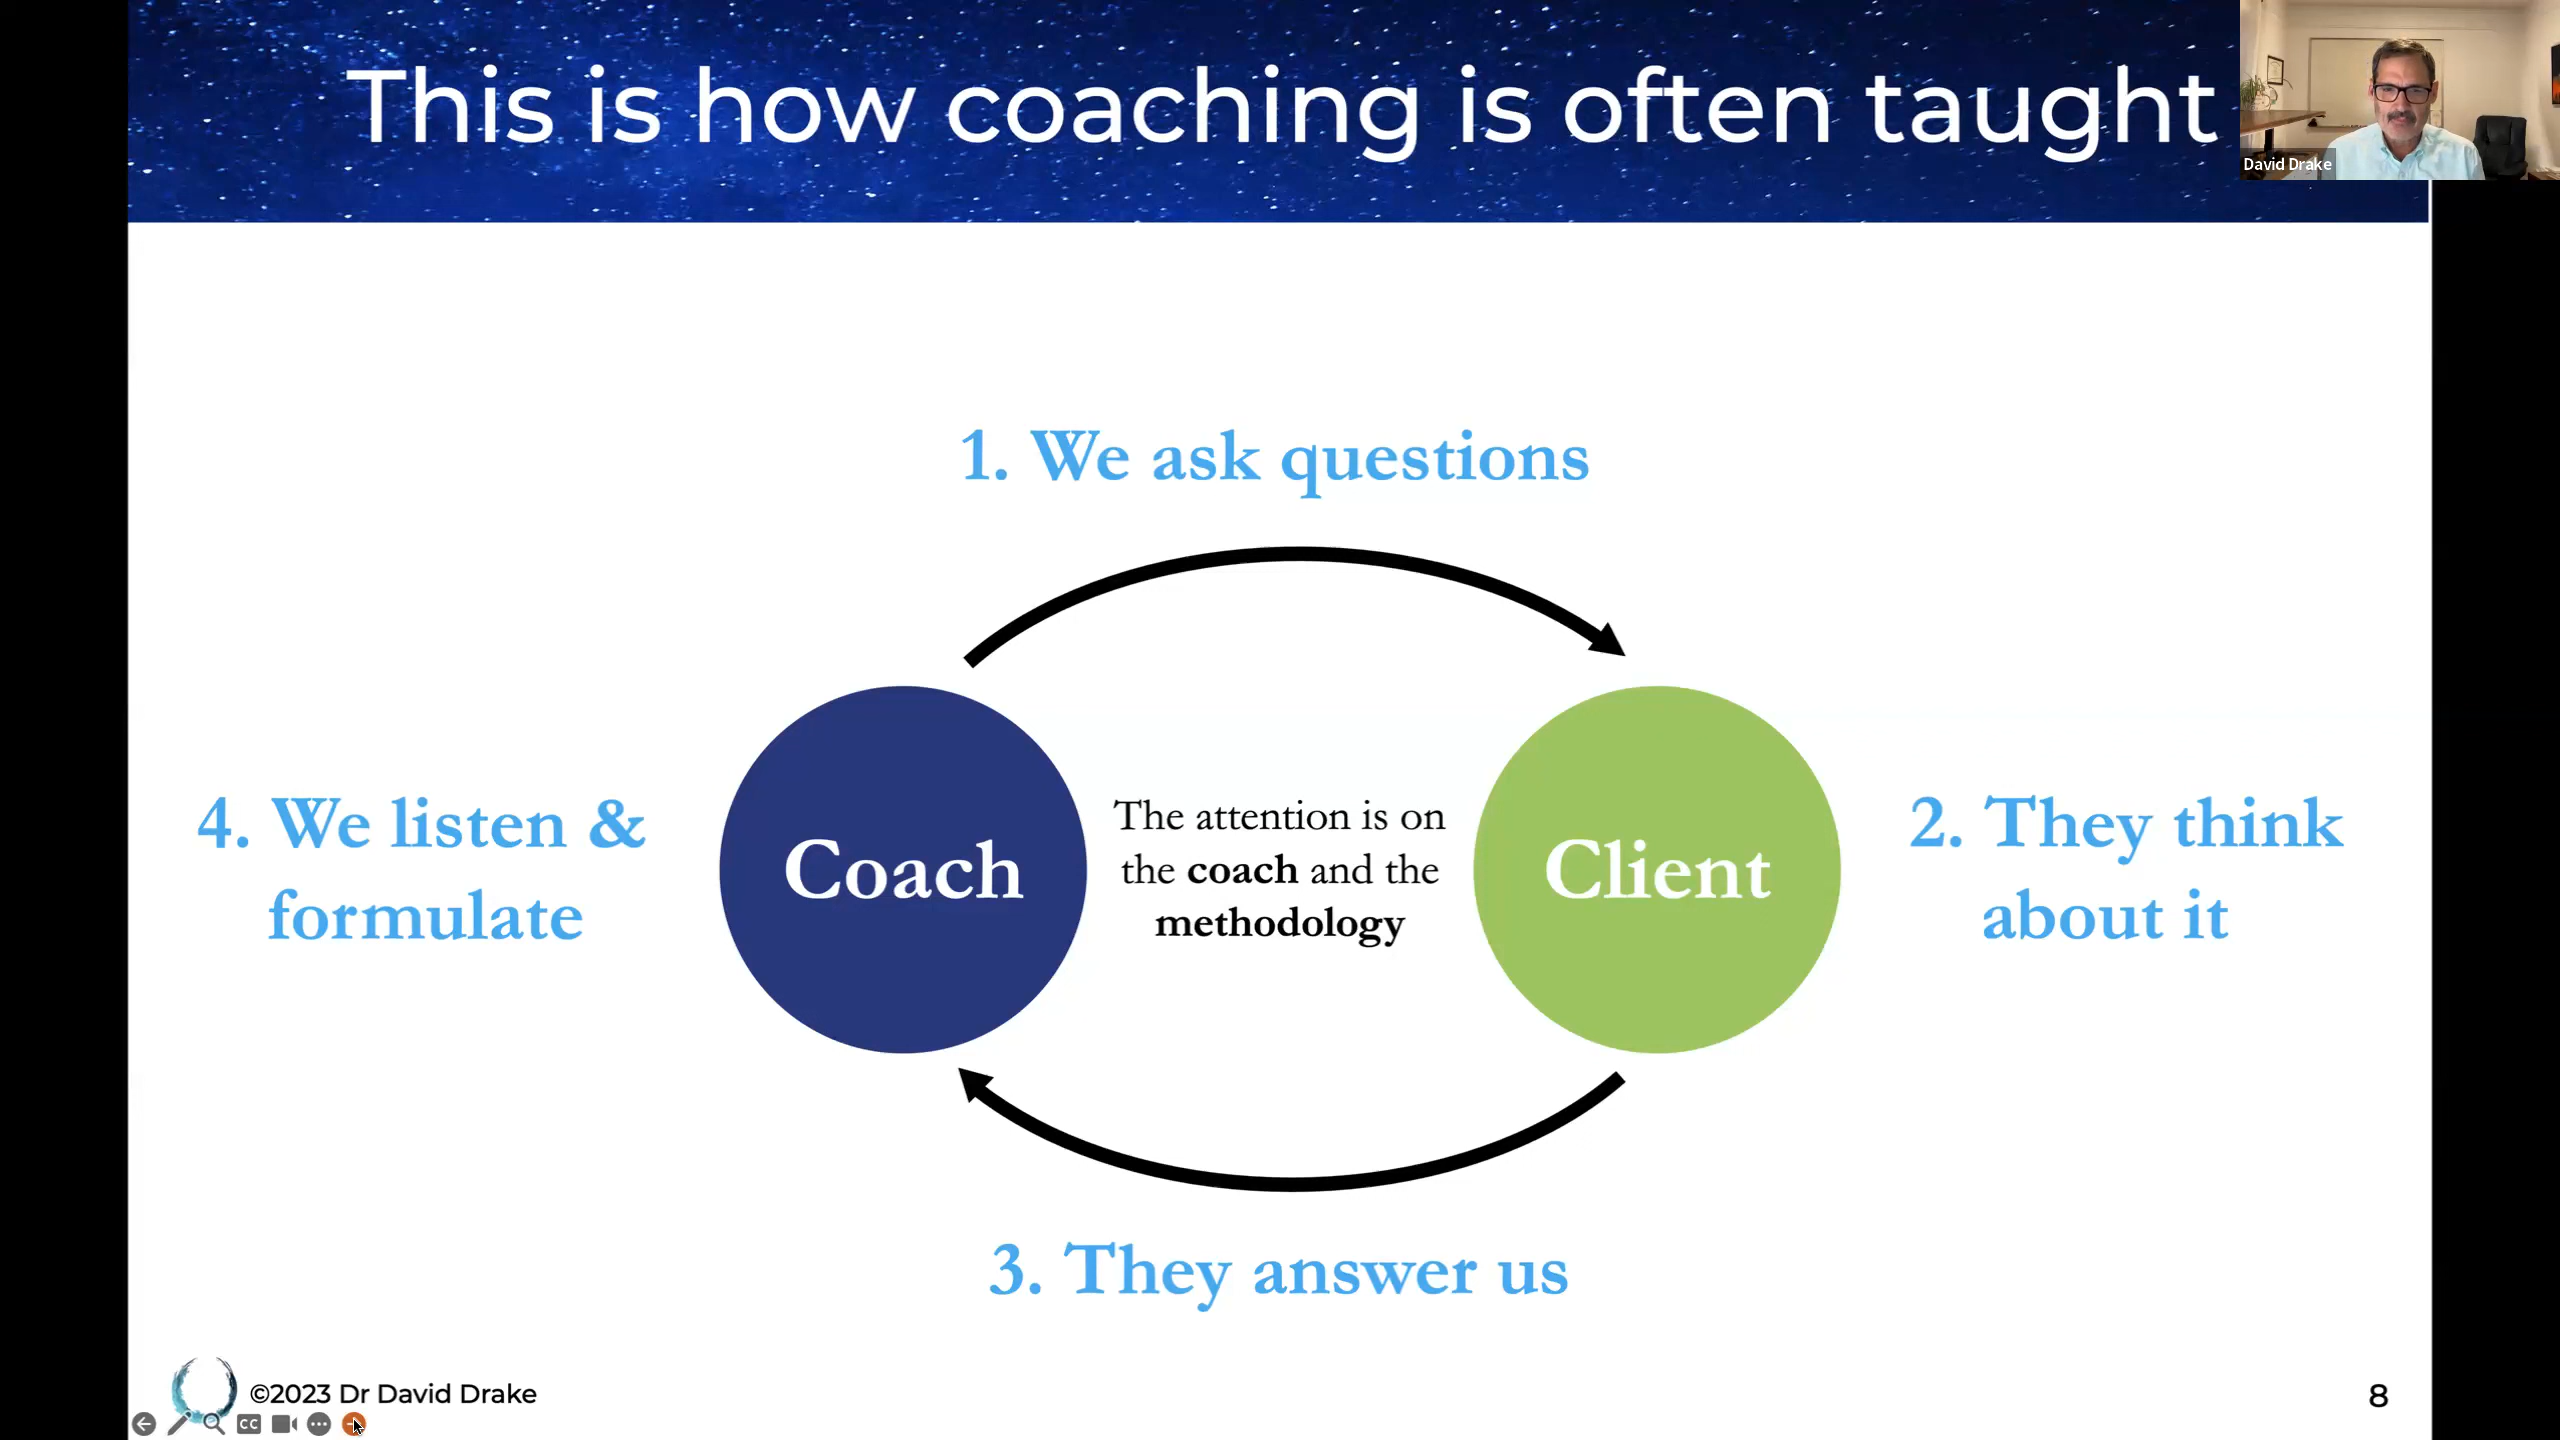 This is how coaching is often taught
David Drake
1. We ask questions
4. We listen &
formulate
Coach
The attention is on
the coach and the
methodology
Client
2. They think
about it
3. They answer us
©2023 Dr David Drake
8
CC